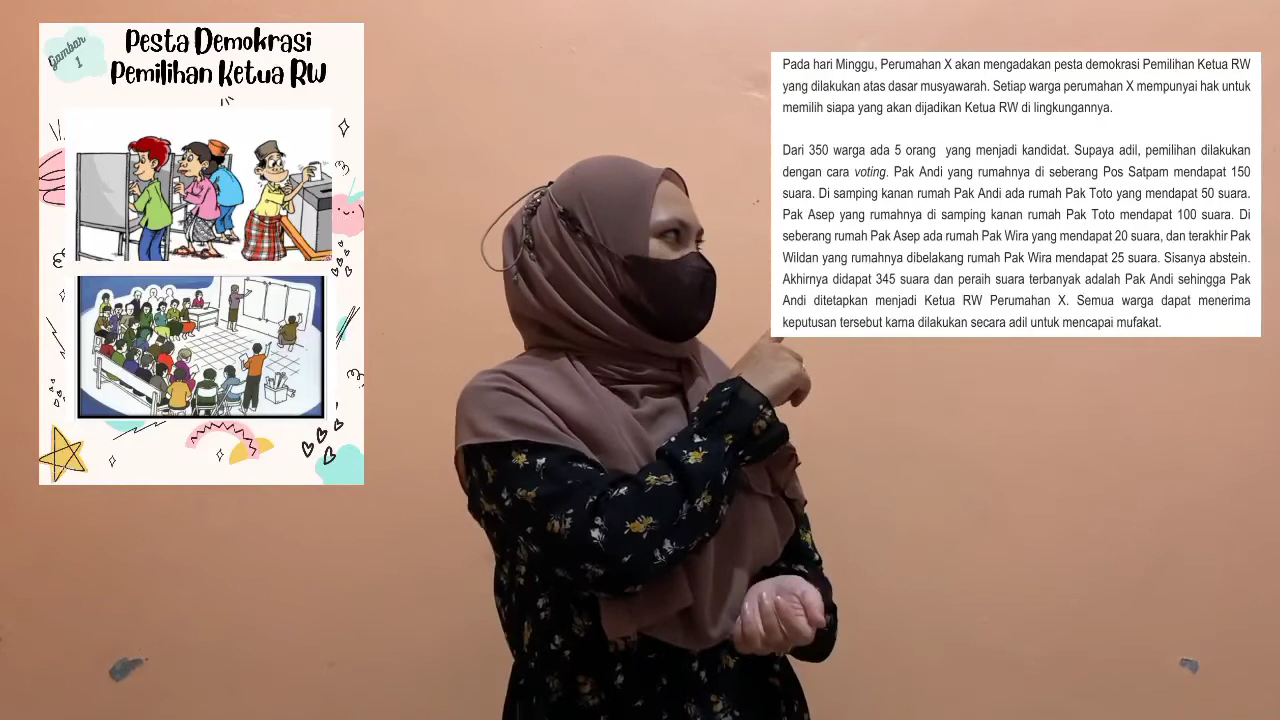 Gambar
1
Pesta Demokrasi
Pemilihan Ketua RW
Pada hari Minggu, Perumahan X akan mengadakan pesta demokrasi Pemilihan Ketua RW
yang dilakukan atas dasar musyawarah. Setiap warga perumahan X mempunyai hak untuk
memilih siapa yang akan dijadikan Ketua RW di lingkungannya.
Dari 350 warga ada 5 orang yang menjadi kandidat. Supaya adil, pemilihan dilakukan
dengan cara voting. Pak Andi yang rumahnya di seberang Pos Satpam mendapat 150
suara. Di samping kanan rumah Pak Andi ada rumah Pak Toto yang mendapat 50 suara.
Pak Asep yang rumahnya di samping kanan rumah Pak Toto mendapat 100 suara. Di
seberang rumah Pak Asep ada rumah Pak Wira yang mendapat 20 suara, dan terakhir Pak
Wildan yang rumahnya dibelakang rumah Pak Wira mendapat 25 suara. Sisanya abstein.
Akhirnya didapat 345 suara dan peraih suara terbanyak adalah Pak Andi sehingga Pak
Andi ditetapkan menjadi Ketua RW Perumahan X. Semua warga dapat menerima
keputusan tersebut karna dilakukan secara adil untuk mencapai mufakat.